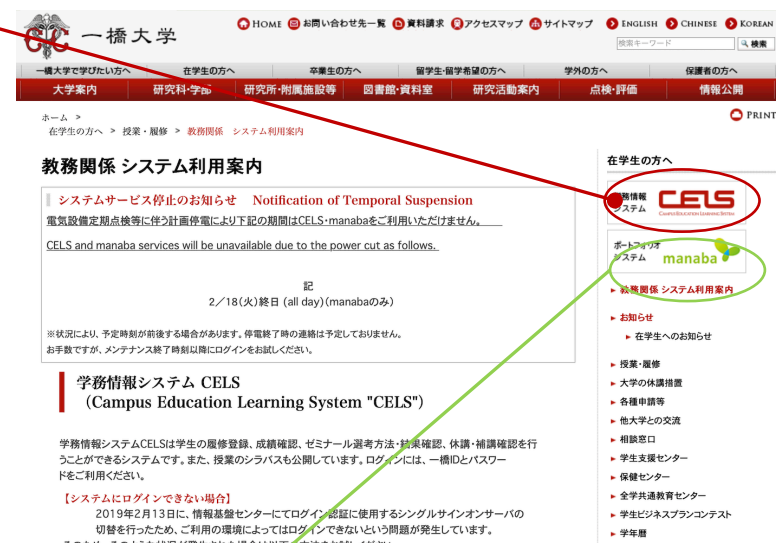 一橋大学
HOME お問い合わせ先一覧 資料請求 アクセスマップ サイトマップ ENGLISH CHINESE KOREAN
検索キーワード 検索
一橋大学で学びたい方へ 在学生の方へ 卒業生の方へ 留学生・留学希望の方へ 学外の方へ 保護者の方へ
大学案内 研究科・学部 研究所・附属施設等 図書館・資料室 研究活動案内 点検・評価 情報公開
ホーム >
在学生の方へ > 授業・履修 > 教務関係 システム利用案内
PRINT
教務関係 システム利用案内
システムサービス停止のお知らせ Notification of Temporal Suspension
電気設備定期点検等に伴う計画停電により下記の期間はCELS・manabaをご利用いただけません。
CELS and manaba services will be unavailable due to the power cut as follows.
記
2/18(火)終日 (all day)(manabaのみ)
※状況により、予定時刻が前後する場合があります。停電終了時の連絡は予定しておりません。
お手数ですが、メンテナンス終了時刻以降にログインをお試しください。
学務情報システム CELS
(Campus Education Learning System "CELS")
学務情報システムCELSは学生の履修登録、成績確認、ゼミナール選考方法・結果確認、休講・補講確認を行
うことができるシステムです。また、授業のシラバスも公開しています。ログインには、一橋IDとパスワー
ドをご利用ください。
【システムにログインできない場合】
2019年2月13日に、情報基盤センターにてログイン認証に使用するシングルサインオンサーバの
切替を行ったため、ご利用の環境によってはログインできないという問題が発生しています。
在学生の方へ
務情報
システム CELS
CAMPUS EDUCATION LEARNING SYSTEM
ポートフォリオ
システム manaba
教務関係 システム利用案内
お知らせ
在学生へのお知らせ
授業・履修
大学の休講措置
各種申請等
他大学との交流
相談窓口
学生支援センター
保健センター
全学共通教育センター
学生ビジネスプランコンテスト
学年暦